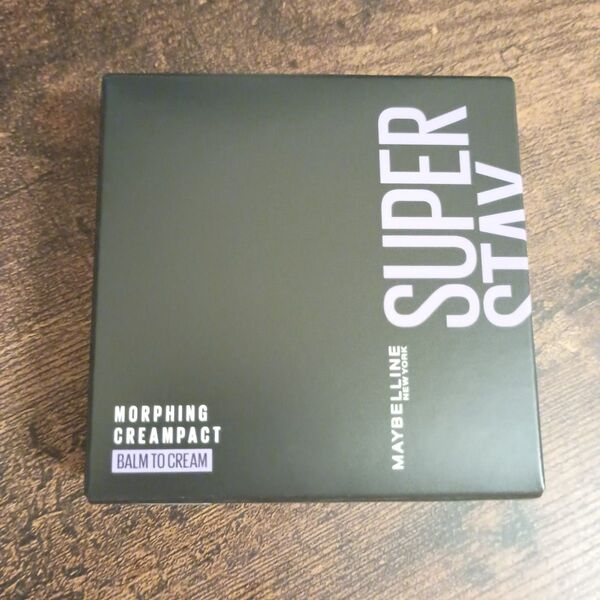 SUPER
STAY
MAYBELLINE
NEW YORK
MORPHING
CREAMPACT
BALM TO CREAM